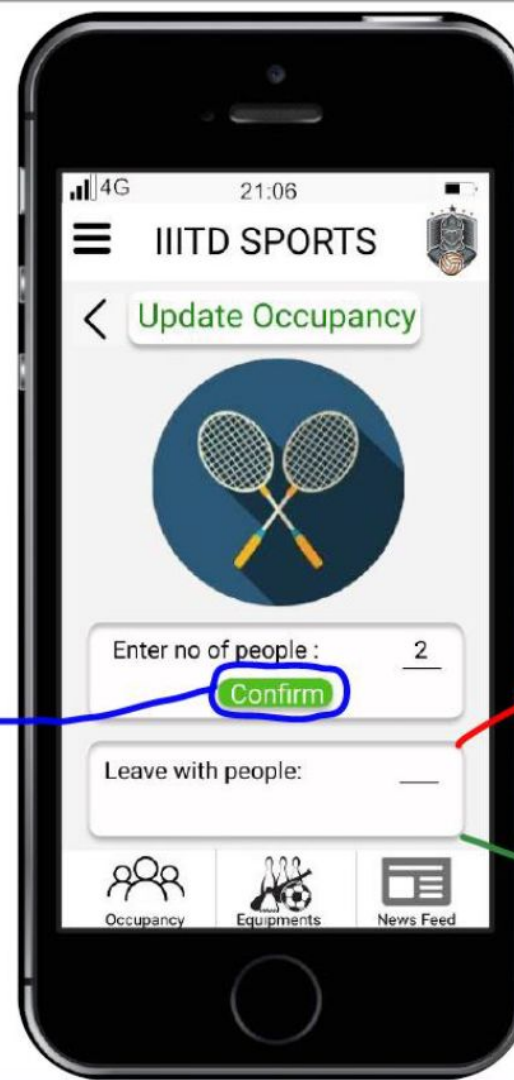 4G 21:06
IIITD SPORTS
Update Occupancy
Enter no of people : 2
Confirm
Leave with people:
Occupancy Equipments News Feed